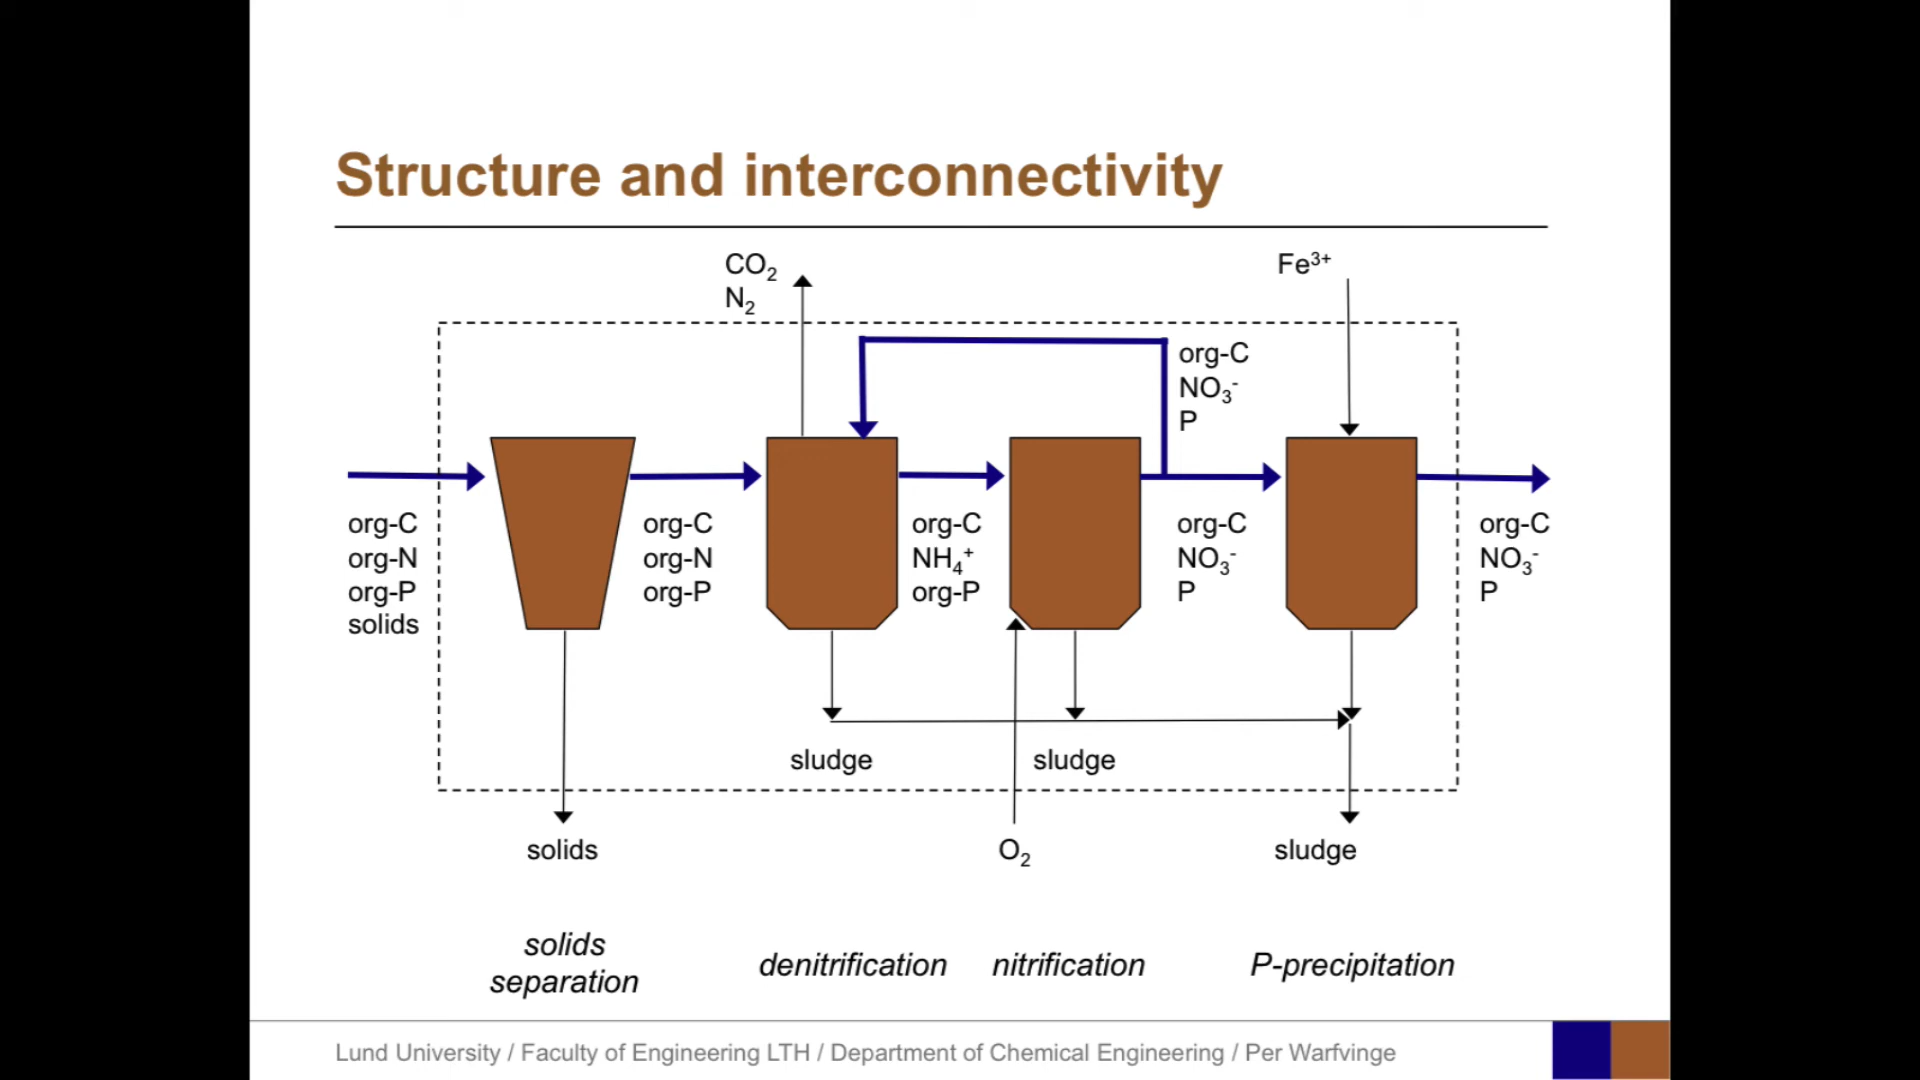 Structure and interconnectivity
CO₂
N₂
Fe³⁺
org-C
NO₃⁻
P
org-C
org-N
org-P
solids
org-C
org-N
org-P
org-C
NH₄⁺
org-P
org-C
NO₃⁻
P
org-C
NO₃⁻
P
sludge
sludge
solids
O₂
sludge
solids
separation
denitrification
nitrification
P-precipitation
Lund University / Faculty of Engineering LTH / Department of Chemical Engineering / Per Warfvinge